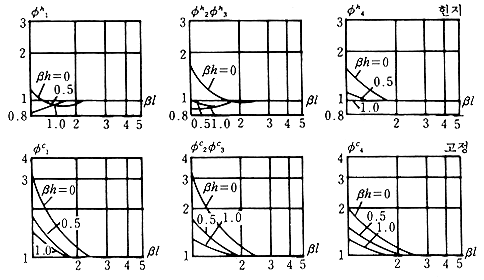 ϕʰ₁ ϕʰ₂ϕʰ₃ ϕʰ₄ 힌지
3 3 3
2 2 2
βh=0 βh=0 βh=0
0.5 0.5
1 1 1 1.0
0.8 0.8 0.8
1.0 0.5 1.0
1 2 3 4 5 βl 2 3 4 5 βl 2 3 4 5 βl
ϕᶜ₁ ϕᶜ₂ϕᶜ₃ ϕᶜ₄ 고정
4 4 4
3 3 3
βh=0 βh=0 βh=0
2 2 2
0.5 0.5 1.0 0.5
1.0 1.0
1 1 1
2 3 4 5 βl 2 3 4 5 βl 2 3 4 5 βl